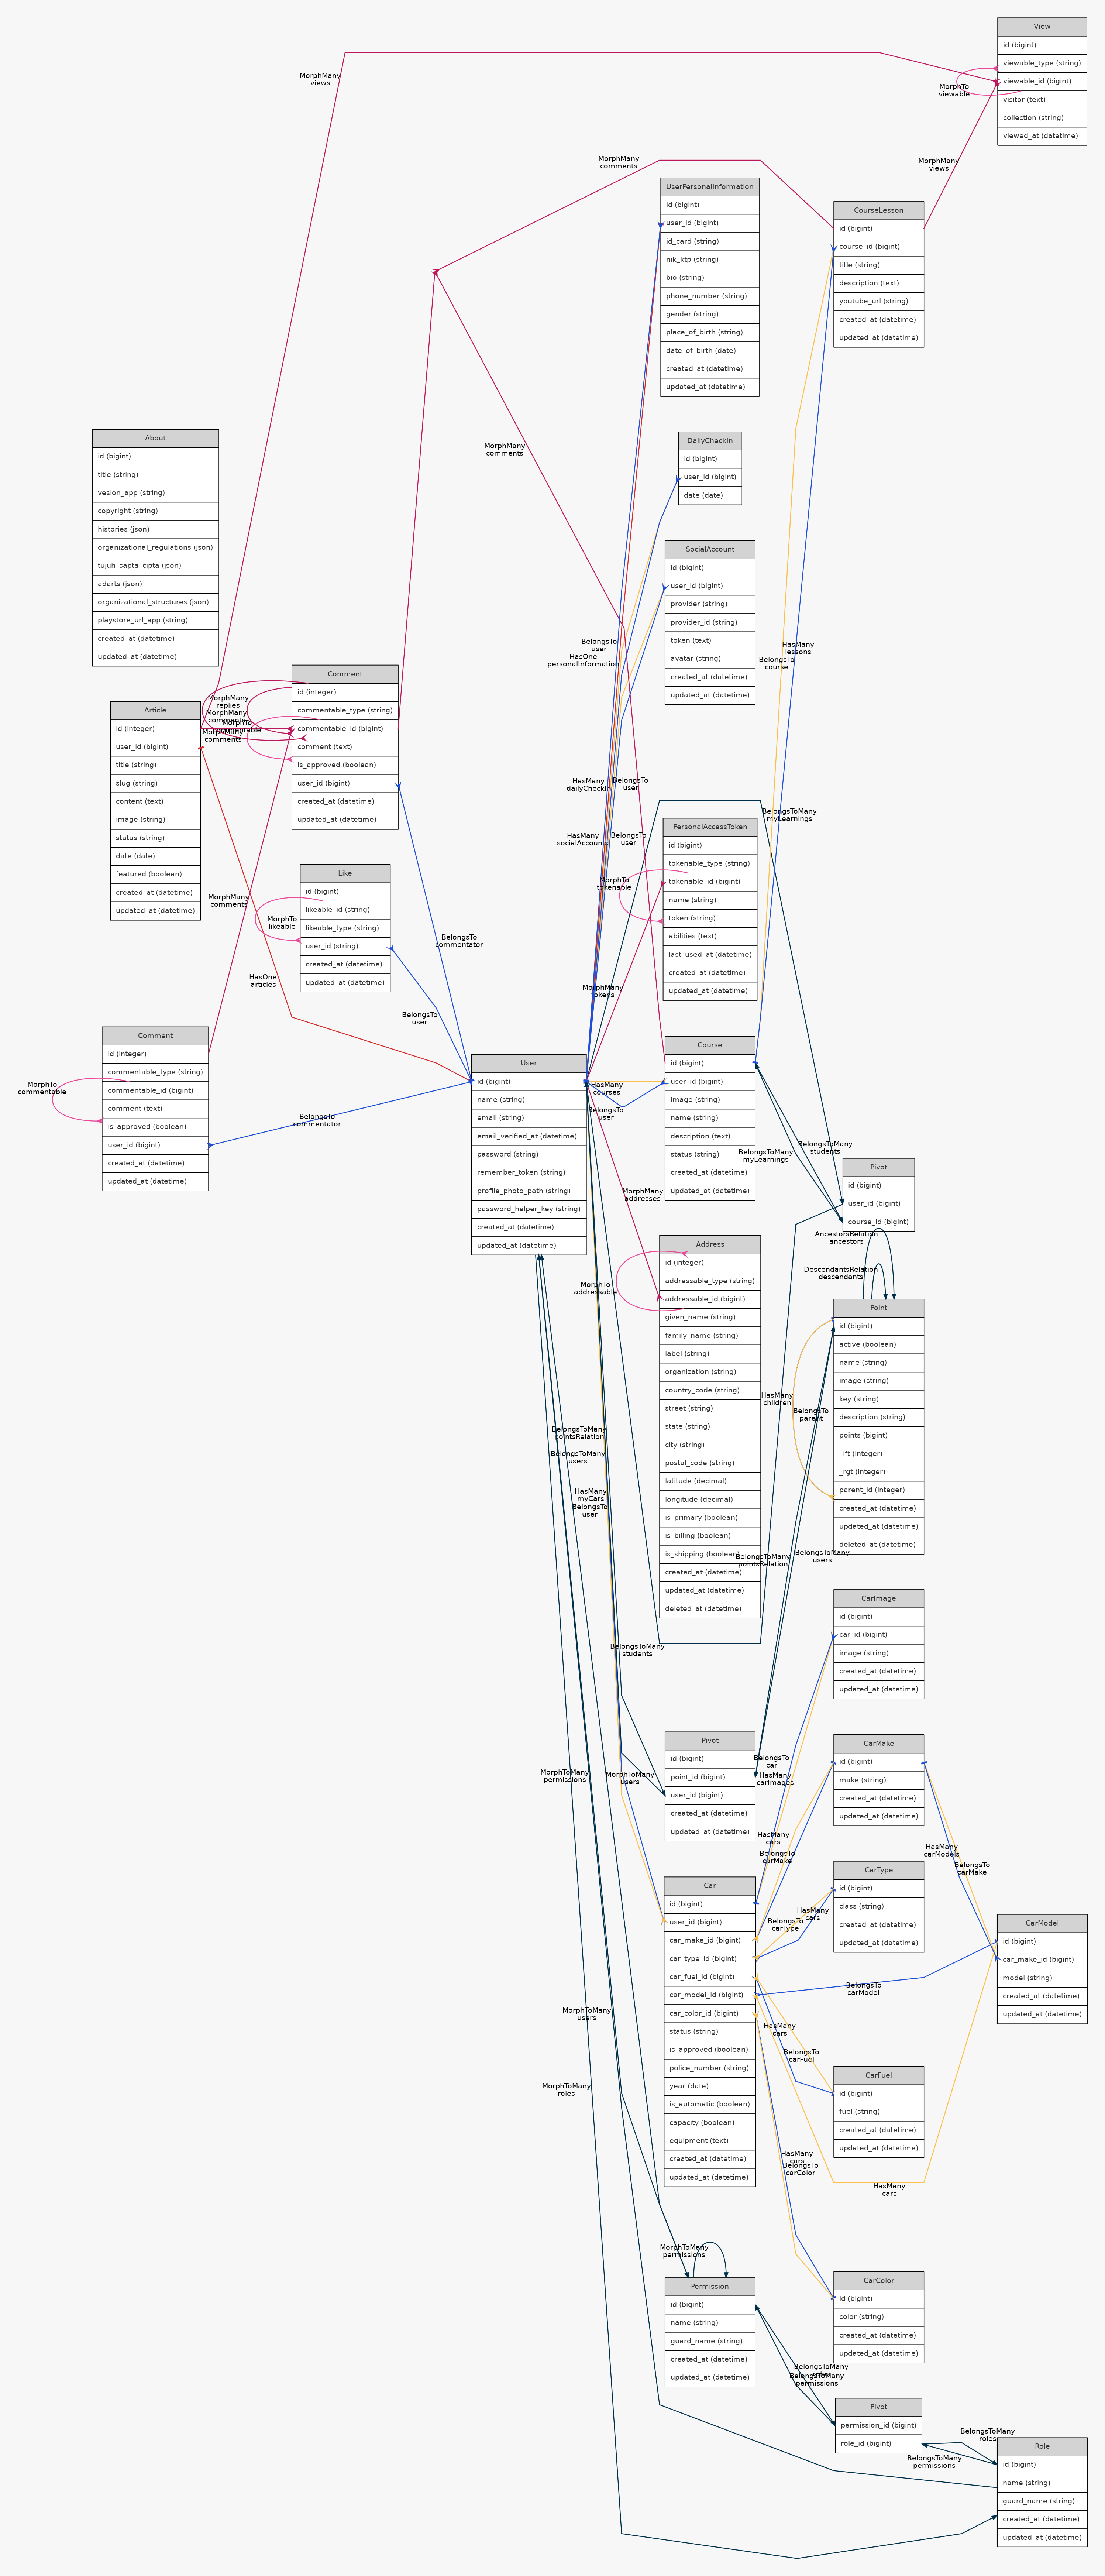 View
id (bigint)
viewable_type (string)
viewable_id (bigint)
visitor (text)
collection (string)
viewed_at (datetime)
MorphMany
views
MorphTo
viewable
MorphMany
comments
MorphMany
views
UserPersonalInformation
id (bigint)
user_id (bigint)
id_card (string)
nik_ktp (string)
bio (string)
phone_number (string)
gender (string)
place_of_birth (string)
date_of_birth (date)
created_at (datetime)
updated_at (datetime)
CourseLesson
id (bigint)
course_id (bigint)
title (string)
description (text)
youtube_url (string)
created_at (datetime)
updated_at (datetime)
About
id (bigint)
title (string)
vesion_app (string)
copyright (string)
histories (json)
organizational_regulations (json)
tujuh_sapta_cipta (json)
adarts (json)
organizational_structures (json)
playstore_url_app (string)
created_at (datetime)
updated_at (datetime)
MorphMany
comments
DailyCheckIn
id (bigint)
user_id (bigint)
date (date)
SocialAccount
id (bigint)
user_id (bigint)
provider (string)
provider_id (string)
token (text)
avatar (string)
created_at (datetime)
updated_at (datetime)
BelongsTo
user
HasOne
personalInformation
HasMany
lessons
BelongsTo
course
Comment
id (integer)
commentable_type (string)
commentable_id (bigint)
comment (text)
is_approved (boolean)
user_id (bigint)
created_at (datetime)
updated_at (datetime)
MorphMany
replies
MorphMany
comments
MorphTo
commentable
MorphMany
comments
Article
id (integer)
user_id (bigint)
title (string)
slug (string)
content (text)
image (string)
status (string)
date (date)
featured (boolean)
created_at (datetime)
updated_at (datetime)
HasMany
dailyCheckIn
BelongsTo
user
HasMany
socialAccounts
BelongsTo
user
BelongsToMany
myLearnings
PersonalAccessToken
id (bigint)
tokenable_type (string)
tokenable_id (bigint)
name (string)
token (string)
abilities (text)
last_used_at (datetime)
created_at (datetime)
updated_at (datetime)
MorphTo
tokenable
Like
id (bigint)
likeable_id (string)
likeable_type (string)
user_id (string)
created_at (datetime)
updated_at (datetime)
MorphMany
comments
MorphTo
likeable
BelongsTo
commentator
HasOne
articles
MorphMany
tokens
BelongsTo
user
Comment
id (integer)
commentable_type (string)
commentable_id (bigint)
comment (text)
is_approved (boolean)
user_id (bigint)
created_at (datetime)
updated_at (datetime)
MorphTo
commentable
BelongsTo
commentator
User
id (bigint)
name (string)
email (string)
email_verified_at (datetime)
password (string)
remember_token (string)
profile_photo_path (string)
password_helper_key (string)
created_at (datetime)
updated_at (datetime)
HasMany
courses
BelongsTo
user
Course
id (bigint)
user_id (bigint)
image (string)
name (string)
description (text)
status (string)
created_at (datetime)
updated_at (datetime)
BelongsToMany
students
BelongsToMany
myLearnings
Pivot
id (bigint)
user_id (bigint)
course_id (bigint)
MorphMany
addresses
Address
id (integer)
addressable_type (string)
addressable_id (bigint)
given_name (string)
family_name (string)
label (string)
organization (string)
country_code (string)
street (string)
state (string)
city (string)
postal_code (string)
latitude (decimal)
longitude (decimal)
is_primary (boolean)
is_billing (boolean)
is_shipping (boolean)
created_at (datetime)
updated_at (datetime)
deleted_at (datetime)
MorphTo
addressable
AncestorsRelation
ancestors
DescendantsRelation
descendants
Point
id (bigint)
active (boolean)
name (string)
image (string)
key (string)
description (string)
points (bigint)
_lft (integer)
_rgt (integer)
parent_id (integer)
created_at (datetime)
updated_at (datetime)
deleted_at (datetime)
HasMany
children
BelongsTo
parent
BelongsToMany
pointsRelation
BelongsToMany
users
HasMany
myCars
BelongsTo
user
BelongsToMany
pointsRelation
BelongsToMany
users
BelongsToMany
students
CarImage
id (bigint)
car_id (bigint)
image (string)
created_at (datetime)
updated_at (datetime)
Pivot
id (bigint)
point_id (bigint)
user_id (bigint)
created_at (datetime)
updated_at (datetime)
MorphToMany
permissions
MorphToMany
users
BelongsTo
car
HasMany
carImages
CarMake
id (bigint)
make (string)
created_at (datetime)
updated_at (datetime)
HasMany
cars
BelongsTo
carMake
HasMany
carModels
BelongsTo
carMake
Car
id (bigint)
user_id (bigint)
car_make_id (bigint)
car_type_id (bigint)
car_fuel_id (bigint)
car_model_id (bigint)
car_color_id (bigint)
status (string)
is_approved (boolean)
police_number (string)
year (date)
is_automatic (boolean)
capacity (boolean)
equipment (text)
created_at (datetime)
updated_at (datetime)
CarType
id (bigint)
class (string)
created_at (datetime)
updated_at (datetime)
HasMany
cars
BelongsTo
carType
CarModel
id (bigint)
car_make_id (bigint)
model (string)
created_at (datetime)
updated_at (datetime)
BelongsTo
carModel
MorphToMany
users
HasMany
cars
BelongsTo
carFuel
CarFuel
id (bigint)
fuel (string)
created_at (datetime)
updated_at (datetime)
MorphToMany
roles
HasMany
cars
BelongsTo
carColor
HasMany
cars
MorphToMany
permissions
Permission
id (bigint)
name (string)
guard_name (string)
created_at (datetime)
updated_at (datetime)
CarColor
id (bigint)
color (string)
created_at (datetime)
updated_at (datetime)
BelongsToMany
roles
BelongsToMany
permissions
Pivot
permission_id (bigint)
role_id (bigint)
BelongsToMany
roles
BelongsToMany
permissions
Role
id (bigint)
name (string)
guard_name (string)
created_at (datetime)
updated_at (datetime)